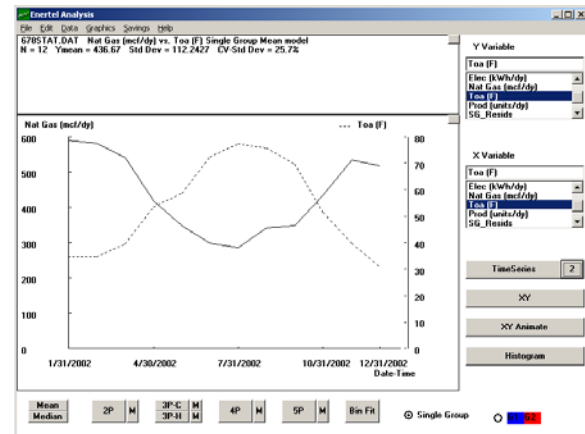 Enertel Analysis
File Edit Data Graphics Savings Help
678STAT.DAT Nat Gas (mcf/dy) vs. Toa (F) Single Group Mean model
N = 12 Ymean = 436.67 Std Dev = 112.2427 CV-Std Dev = 25.7%
Y Variable
Toa (F)
Elec (kWh/dy)
Nat Gas (mcf/dy)
Toa (F)
Prod (units/dy)
SG_Resids
Nat Gas (mcf/dy)
--- Toa (F)
600
500
400
300
200
100
0
80
70
60
50
40
30
20
10
0
1/31/2002 4/30/2002 7/31/2002 10/31/2002 12/31/2002
Date-Time
X Variable
Toa (F)
Elec (kWh/dy)
Nat Gas (mcf/dy)
Toa (F)
Prod (units/dy)
SG_Resids
TimeSeries 2
XY
XY Animate
Histogram
Mean
Median
2P M
3P-C M
3P-H M
4P M
5P M
Bin Fit
Single Group
G1 G2